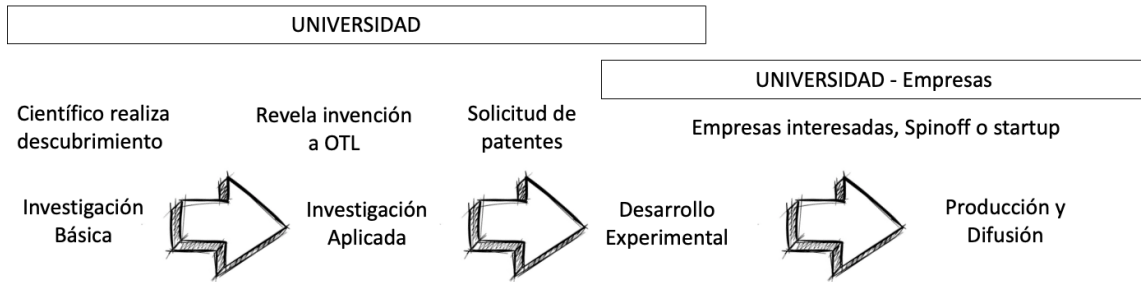 UNIVERSIDAD
UNIVERSIDAD - Empresas
Científico realiza
descubrimiento
Revela invención
a OTL
Solicitud de
patentes
Empresas interesadas, Spinoff o startup
Investigación
Básica
Investigación
Aplicada
Desarrollo
Experimental
Producción y
Difusión